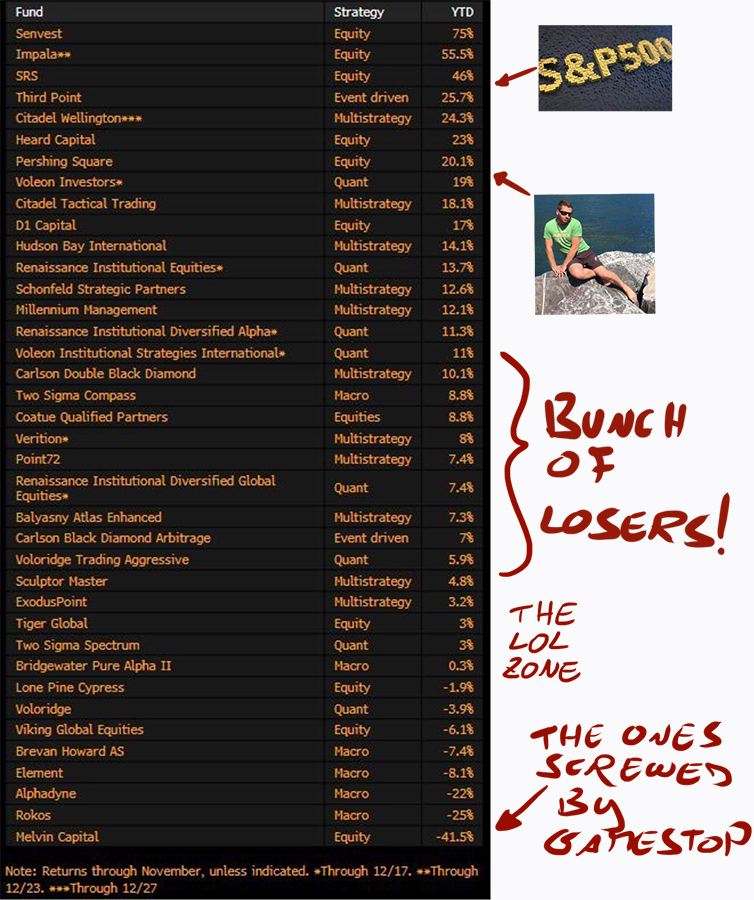 Fund Strategy YTD
Senvest Equity 75%
Impala** Equity 55.5%
SRS Equity 46%
Third Point Event driven 25.7%
Citadel Wellington*** Multistrategy 24.3%
Heard Capital Equity 23%
Pershing Square Equity 20.1%
Voleon Investors* Quant 19%
Citadel Tactical Trading Multistrategy 18.1%
D1 Capital Equity 17%
Hudson Bay International Multistrategy 14.1%
Renaissance Institutional Equities* Quant 13.7%
Schonfeld Strategic Partners Multistrategy 12.6%
Millennium Management Multistrategy 12.1%
Renaissance Institutional Diversified Alpha* Quant 11.3%
Voleon Institutional Strategies International* Quant 11%
Carlson Double Black Diamond Multistrategy 10.1%
Two Sigma Compass Macro 8.8%
Coatue Qualified Partners Equities 8.8%
Verition* Multistrategy 8%
Point72 Multistrategy 7.4%
Renaissance Institutional Diversified Global
Equities* Quant 7.4%
Balyasny Atlas Enhanced Multistrategy 7.3%
Carlson Black Diamond Arbitrage Event driven 7%
Voloridge Trading Aggressive Quant 5.9%
Sculptor Master Multistrategy 4.8%
ExodusPoint Multistrategy 3.2%
Tiger Global Equity 3%
Two Sigma Spectrum Quant 3%
Bridgewater Pure Alpha II Macro 0.3%
Lone Pine Cypress Equity -1.9%
Voloridge Quant -3.9%
Viking Global Equities Equity -6.1%
Brevan Howard AS Macro -7.4%
Element Macro -8.1%
Alphadyne Macro -22%
Rokos Macro -25%
Melvin Capital Equity -41.5%
Note: Returns through November, unless indicated. *Through 12/17. **Through
12/23. ***Through 12/27
S&P500
BUNCH
OF
LOSERS!
THE
LOL
ZONE
THE ONES
SCREWED
BY
GAMESTOP